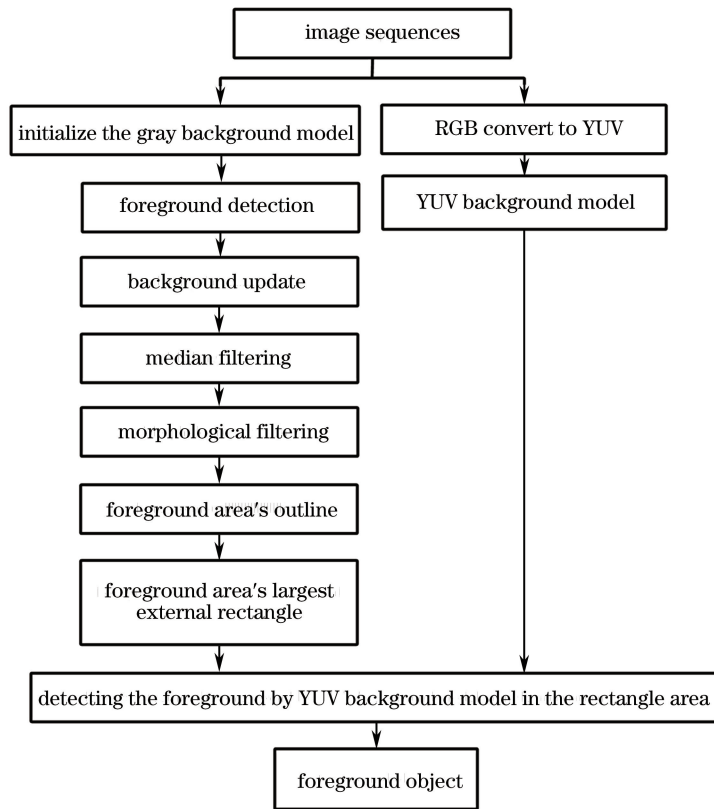 image sequences
initialize the gray background model
RGB convert to YUV
foreground detection
YUV background model
background update
median filtering
morphological filtering
foreground area's outline
foreground area's largest
external rectangle
detecting the foreground by YUV background model in the rectangle area
foreground object